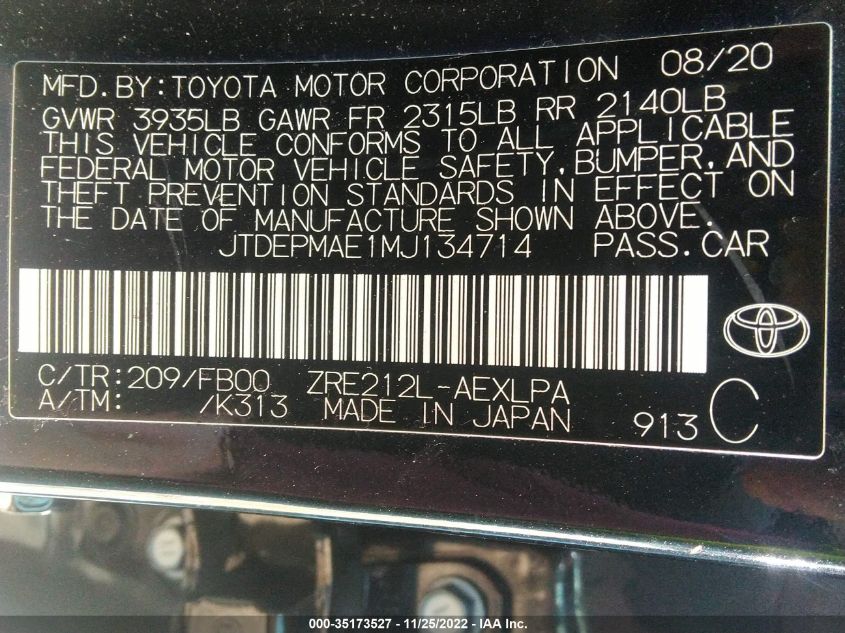 MFD.BY:TOYOTA MOTOR CORPORATION 08/20
GVWR 3935LB GAWR FR 2315LB RR 2140LB
THIS VEHICLE CONFORMS TO ALL APPLICABLE
FEDERAL MOTOR VEHICLE SAFETY,BUMPER,AND
THEFT PREVENTION STANDARDS IN EFFECT ON
THE DATE OF MANUFACTURE SHOWN ABOVE.
JTDEPMAE1MJ134714 PASS.CAR
C/TR:209/FB00 ZRE212L-AEXLPA
A/TM: /K313 MADE IN JAPAN 913 C
000-35173527 - 11/25/2022 - IAA Inc.